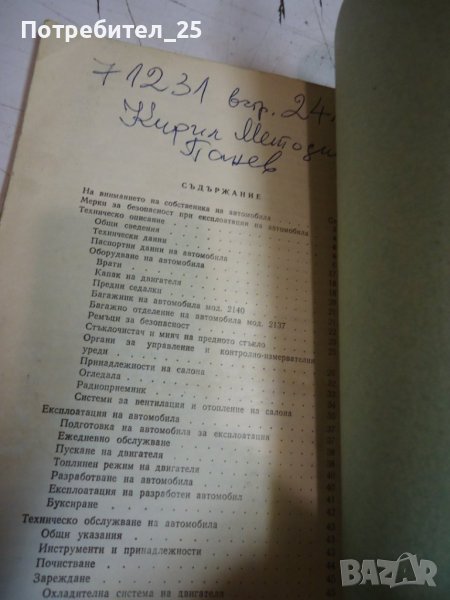 Потребител_25
71231 вътр. 24
Кирил Методи
Панев
СЪДЪРЖАНИЕ
На вниманието на собственика на автомобила
Мерки за безопасност при експлоатация на автомобила
Техническо описание
Общи сведения
Технически данни
Паспортни данни на автомобила
Оборудване на автомобила
Врати
Капак на двигателя
Предни седалки
Багажник на автомобила мод. 2140
Багажно отделение на автомобила мод. 2137
Ремъци за безопасност
Стъклочистач и мияч на предното стъкло
Органи за управление и контролно-измервателни
уреди
Принадлежности на салона
Огледала
Радиоприемник
Системи за вентилация и отопление на салона
Експлоатация на автомобила
Подготовка на автомобила за експлоатация
Ежедневно обслужване
Пускане на двигателя
Топлинен режим на двигателя
Разработване на автомобила
Експлоатация на разработен автомобил
Буксиране
Техническо обслужване на автомобила
Общи указания
Инструменти и принадлежности
Почистване
Зареждане
Охладителна система на двигателя
BAZAR